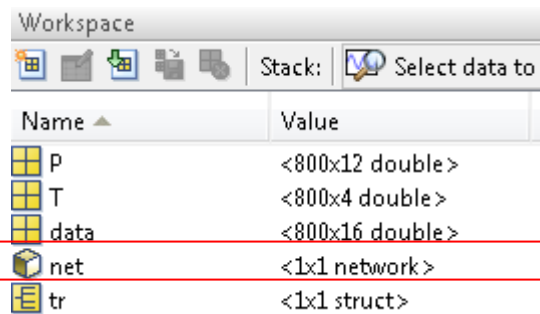 Workspace
Stack: Select data to
Name Value
P <800x12 double>
T <800x4 double>
data <800x16 double>
net <1x1 network>
tr <1x1 struct>